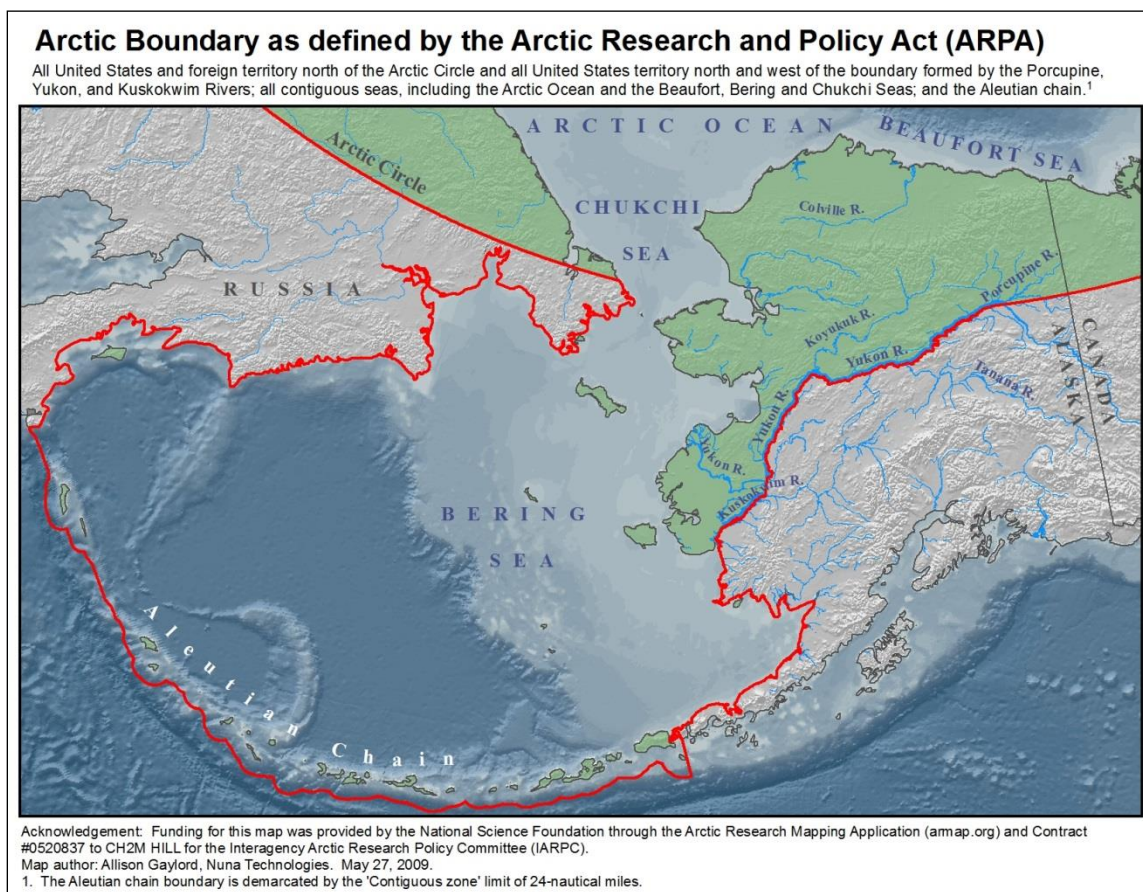 Arctic Boundary as defined by the Arctic Research and Policy Act (ARPA)
All United States and foreign territory north of the Arctic Circle and all United States territory north and west of the boundary formed by the Porcupine,
Yukon, and Kuskokwim Rivers; all contiguous seas, including the Arctic Ocean and the Beaufort, Bering and Chukchi Seas; and the Aleutian chain.1
ARCTIC OCEAN
BEAUFORT SEA
Arctic Circle
CHUKCHI
SEA
Colville R.
RUSSIA
Porcupine R.
Koyukuk R.
Yukon R.
ALASKA
CANADA
Tanana R.
Yukon R.
Yukon R.
Kuskokwim R.
BERING
SEA
Aleutian
Chain
Acknowledgement: Funding for this map was provided by the National Science Foundation through the Arctic Research Mapping Application (armap.org) and Contract
#0520837 to CH2M HILL for the Interagency Arctic Research Policy Committee (IARPC).
Map author: Allison Gaylord, Nuna Technologies. May 27, 2009.
1. The Aleutian chain boundary is demarcated by the 'Contiguous zone' limit of 24-nautical miles.